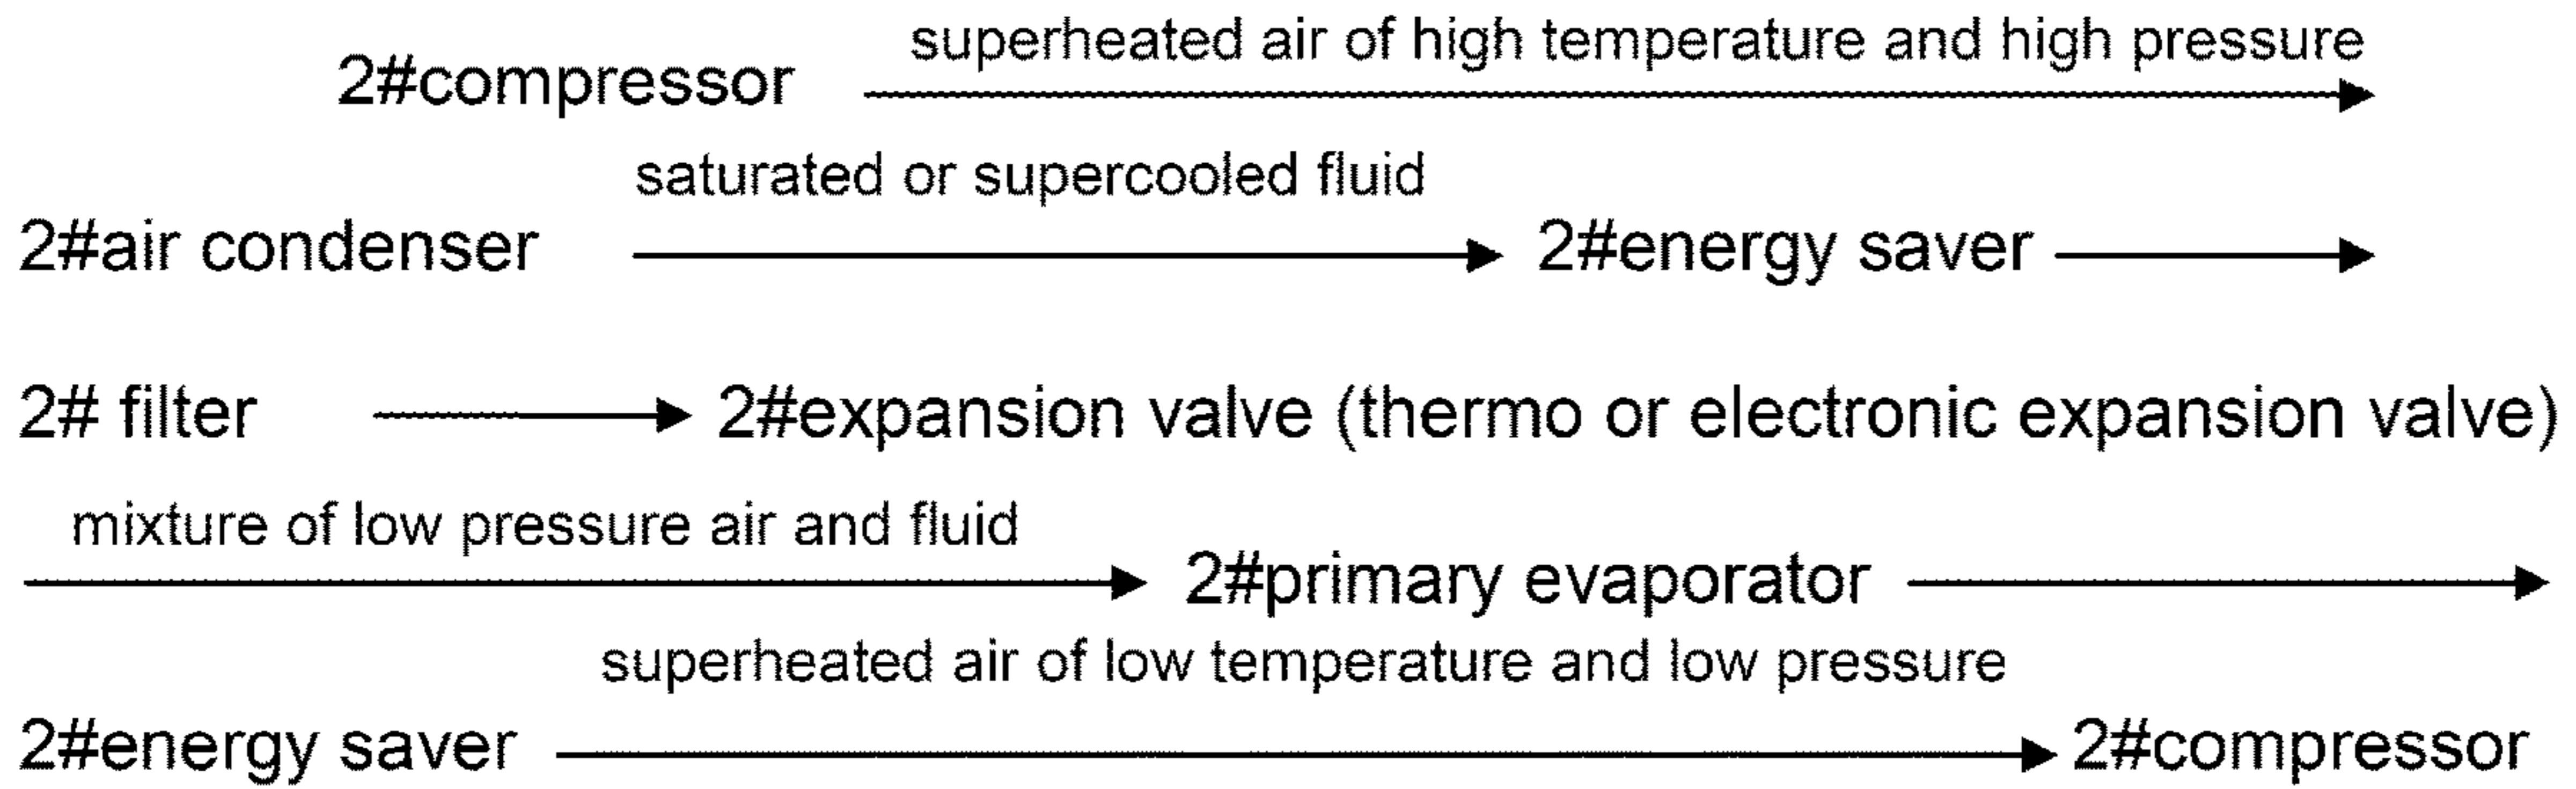 superheated air of high temperature and high pressure
2#compressor
saturated or supercooled fluid
2#air condenser 2#energy saver
2# filter 2#expansion valve (thermo or electronic expansion valve)
mixture of low pressure air and fluid
2#primary evaporator
superheated air of low temperature and low pressure
2#energy saver 2#compressor